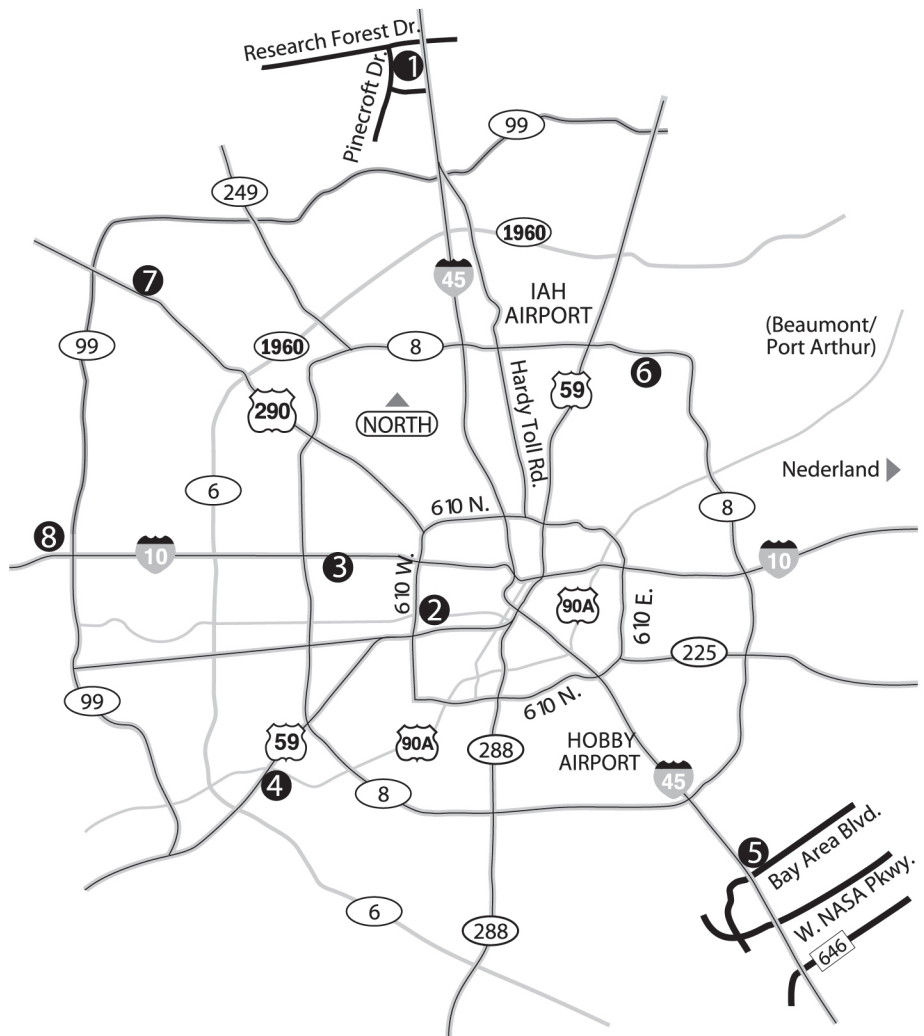 Research Forest Dr.
1
Pinecroft Dr.
99
249
1960
7
45
IAH
AIRPORT
(Beaumont/
Port Arthur)
99
1960
8
6
59
Hardy Toll Rd.
290
NORTH
Nederland
6
610 N.
8
8
10
3
610 W.
10
90A
2
610 E.
225
99
610 N.
59
90A
288
HOBBY
AIRPORT
4
8
45
5
Bay Area Blvd.
W. NASA Pkwy.
6
288
646